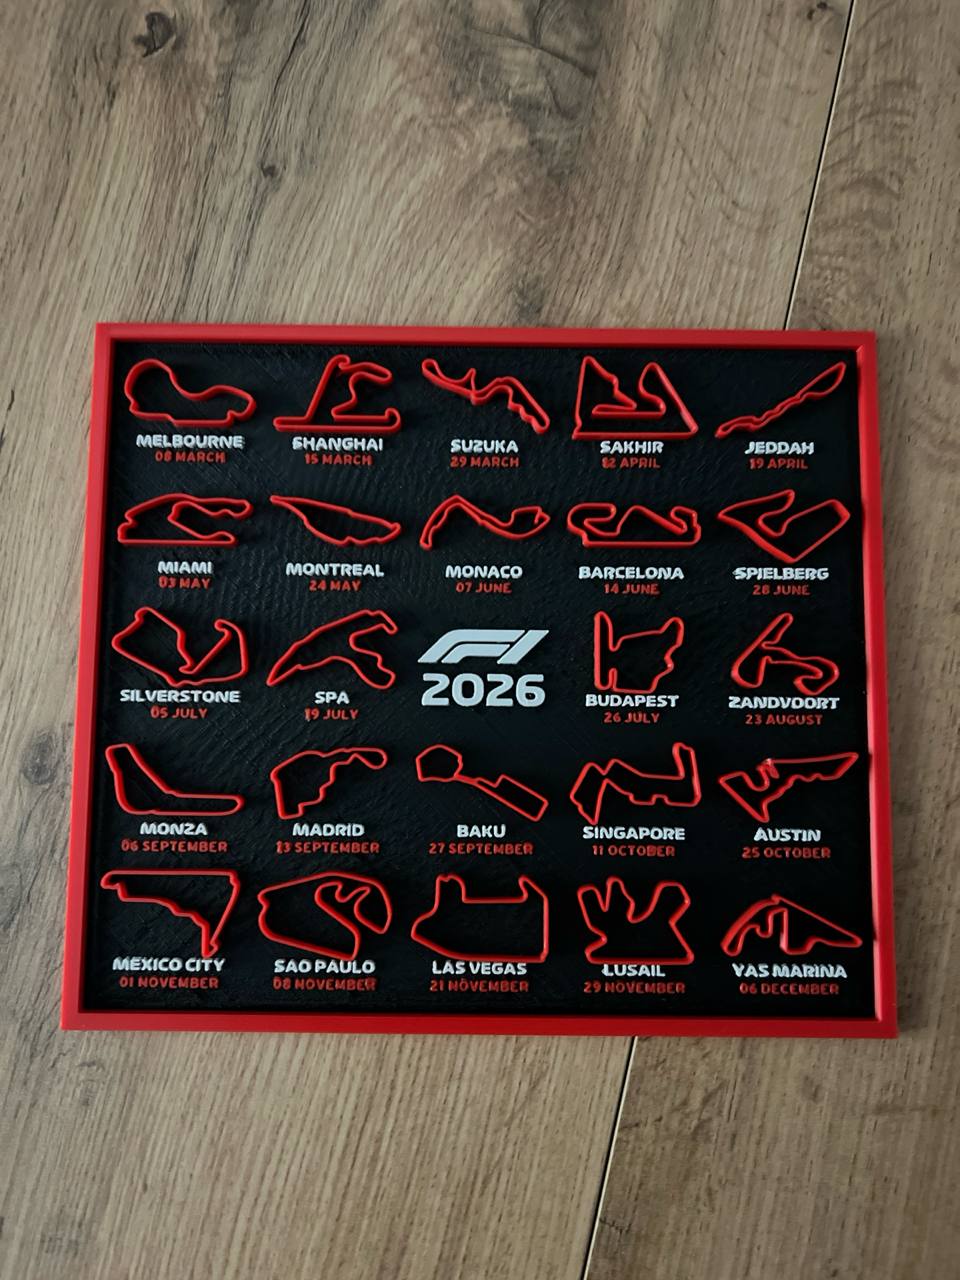 MELBOURNE
08 MARCH
SHANGHAI
15 MARCH
SUZUKA
29 MARCH
SAKHIR
12 APRIL
JEDDAH
19 APRIL
MIAMI
03 MAY
MONTREAL
24 MAY
MONACO
07 JUNE
BARCELONA
14 JUNE
SPIELBERG
28 JUNE
SILVERSTONE
05 JULY
SPA
19 JULY
F1
2026
BUDAPEST
26 JULY
ZANDVOORT
23 AUGUST
MONZA
06 SEPTEMBER
MADRID
13 SEPTEMBER
BAKU
27 SEPTEMBER
SINGAPORE
11 OCTOBER
AUSTIN
25 OCTOBER
MEXICO CITY
01 NOVEMBER
SAO PAULO
08 NOVEMBER
LAS VEGAS
21 NOVEMBER
LUSAIL
29 NOVEMBER
YAS MARINA
06 DECEMBER